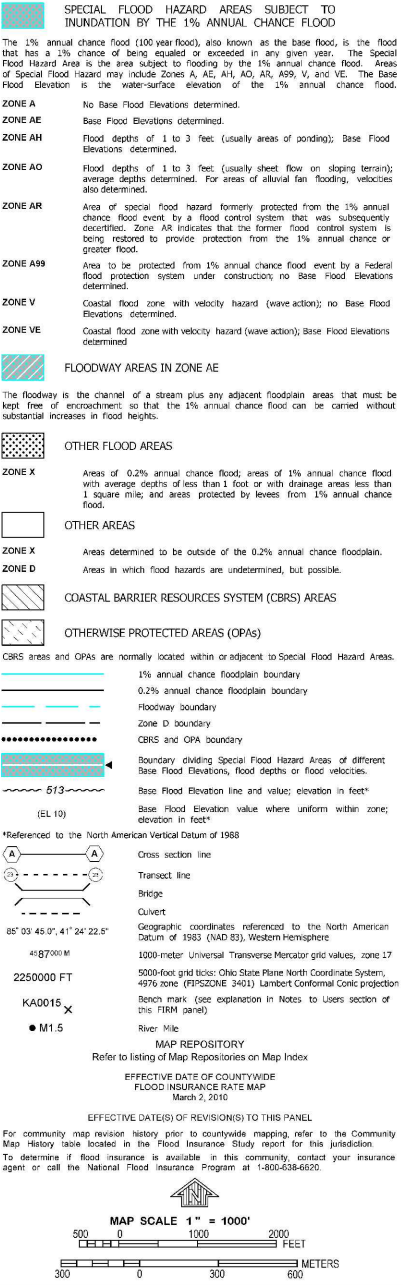 SPECIAL FLOOD HAZARD AREAS SUBJECT TO
INUNDATION BY THE 1% ANNUAL CHANCE FLOOD
The 1% annual chance flood (100 year flood), also known as the base flood, is the flood
that has a 1% chance of being equaled or exceeded in any given year. The Special
Flood Hazard Area is the area subject to flooding by the 1% annual chance flood. Areas
of Special Flood Hazard may include Zones A, AE, AH, AO, AR, A99, V, and VE. The Base
Flood Elevation is the water-surface elevation of the 1% annual chance flood.
ZONE A No Base Flood Elevations determined.
ZONE AE Base Flood Elevations determined.
ZONE AH Flood depths of 1 to 3 feet (usually areas of ponding); Base Flood
Elevations determined.
ZONE AO Flood depths of 1 to 3 feet (usually sheet flow on sloping terrain);
average depths determined. For areas of alluvial fan flooding, velocities
also determined.
ZONE AR Area of special flood hazard formerly protected from the 1% annual
chance flood event by a flood control system that was subsequently
decertified. Zone AR indicates that the former flood control system is
being restored to provide protection from the 1% annual chance or
greater flood.
ZONE A99 Area to be protected from 1% annual chance flood event by a Federal
flood protection system under construction; no Base Flood Elevations
determined.
ZONE V Coastal flood zone with velocity hazard (wave action); no Base Flood
Elevations determined.
ZONE VE Coastal flood zone with velocity hazard (wave action); Base Flood Elevations
determined
FLOODWAY AREAS IN ZONE AE
The floodway is the channel of a stream plus any adjacent floodplain areas that must be
kept free of encroachment so that the 1% annual chance flood can be carried without
substantial increases in flood heights.
OTHER FLOOD AREAS
ZONE X Areas of 0.2% annual chance flood; areas of 1% annual chance flood
with average depths of less than 1 foot or with drainage areas less than
1 square mile; and areas protected by levees from 1% annual chance
flood.
OTHER AREAS
ZONE X Areas determined to be outside of the 0.2% annual chance floodplain.
ZONE D Areas in which flood hazards are undetermined, but possible.
COASTAL BARRIER RESOURCES SYSTEM (CBRS) AREAS
OTHERWISE PROTECTED AREAS (OPAs)
CBRS areas and OPAs are normally located within or adjacent to Special Flood Hazard Areas.
1% annual chance floodplain boundary
0.2% annual chance floodplain boundary
Floodway boundary
Zone D boundary
CBRS and OPA boundary
Boundary dividing Special Flood Hazard Areas of different
Base Flood Elevations, flood depths or flood velocities.
513 Base Flood Elevation line and value; elevation in feet*
(EL 10) Base Flood Elevation value where uniform within zone;
elevation in feet*
*Referenced to the North American Vertical Datum of 1988
A A Cross section line
23 23 Transect line
Bridge
Culvert
85° 03' 45.0", 41° 24' 22.5" Geographic coordinates referenced to the North American
Datum of 1983 (NAD 83), Western Hemisphere
4587000 M 1000-meter Universal Transverse Mercator grid values, zone 17
2250000 FT 5000-foot grid ticks: Ohio State Plane North Coordinate System,
4976 zone (FIPSZONE 3401) Lambert Conformal Conic projection
KA0015 X Bench mark (see explanation in Notes to Users section of
this FIRM panel)
M1.5 River Mile
MAP REPOSITORY
Refer to listing of Map Repositories on Map Index
EFFECTIVE DATE OF COUNTYWIDE
FLOOD INSURANCE RATE MAP
March 2, 2010
EFFECTIVE DATE(S) OF REVISION(S) TO THIS PANEL
For community map revision history prior to countywide mapping, refer to the Community
Map History table located in the Flood Insurance Study report for this jurisdiction.
To determine if flood insurance is available in this community, contact your insurance
agent or call the National Flood Insurance Program at 1-800-638-6620.
N
MAP SCALE 1" = 1000'
500 0 1000 2000
FEET
METERS
300 0 300 600